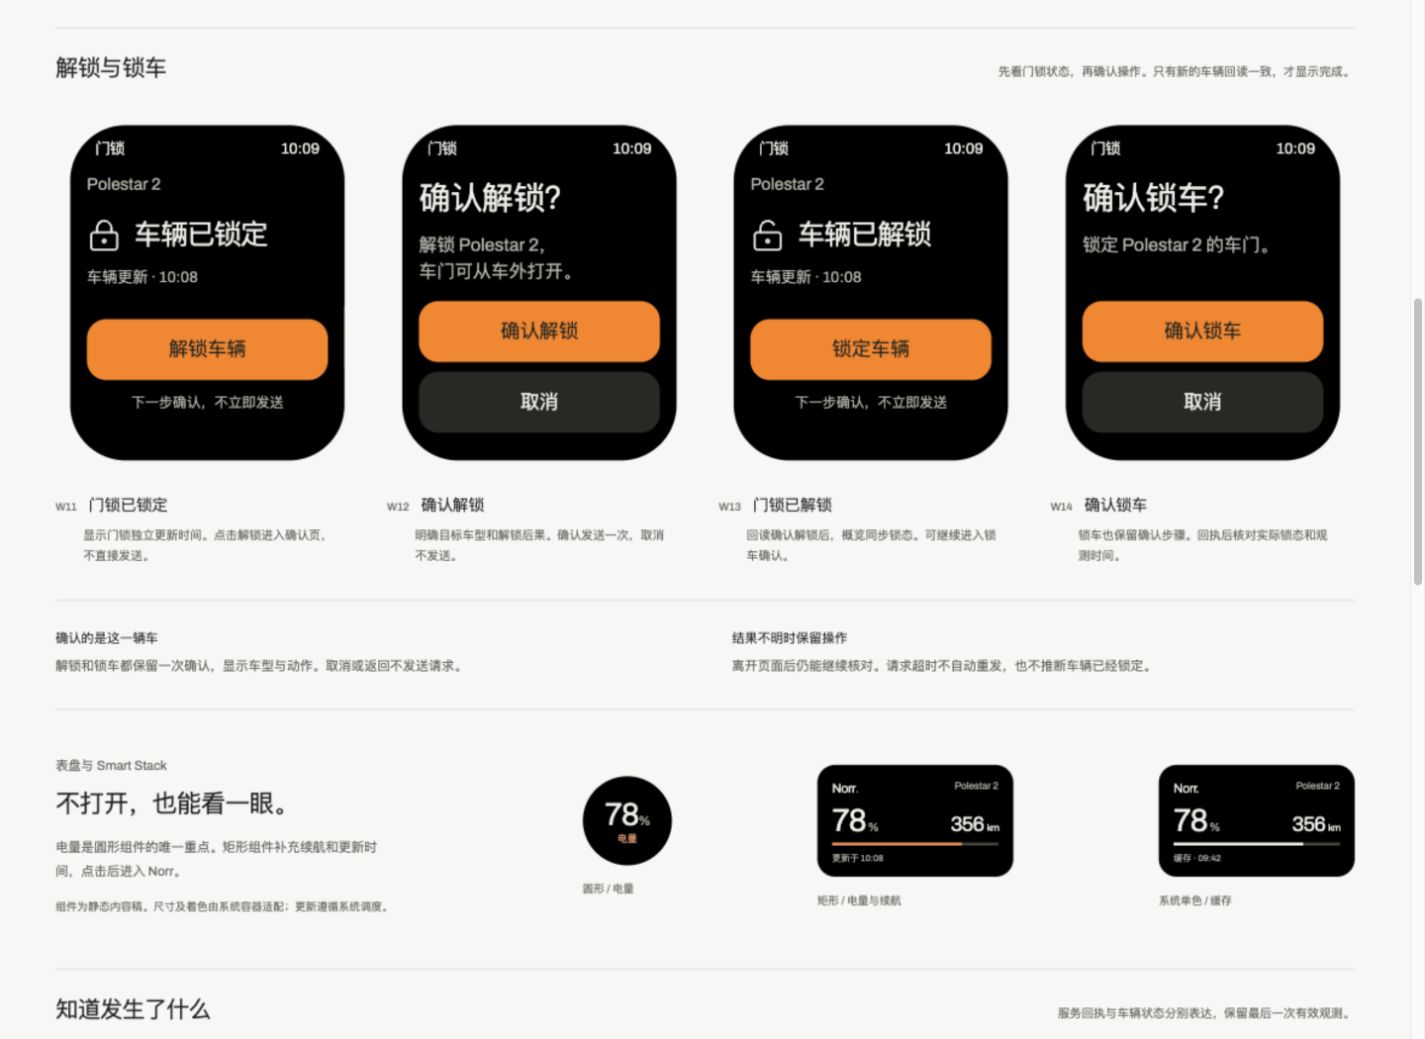 解锁与锁车
先看门锁状态，再确认操作。只有新的车辆回读一致，才显示完成。
门锁 10:09
Polestar 2
车辆已锁定
车辆更新 · 10:08
解锁车辆
下一步确认，不立即发送
门锁 10:09
确认解锁?
解锁 Polestar 2，
车门可从车外打开。
确认解锁
取消
门锁 10:09
Polestar 2
车辆已解锁
车辆更新 · 10:08
锁定车辆
下一步确认，不立即发送
门锁 10:09
确认锁车?
锁定 Polestar 2 的车门。
确认锁车
取消
W11 门锁已锁定
显示门锁独立更新时间。点击解锁进入确认页，
不直接发送。
W12 确认解锁
明确目标车型和解锁后果。确认发送一次，取消
不发送。
W13 门锁已解锁
回读确认解锁后，概览同步锁态。可继续进入锁
车确认。
W14 确认锁车
锁车也保留确认步骤。回执后核对实际锁态和观
测时间。
确认的是这一辆车
解锁和锁车都保留一次确认，显示车型与动作。取消或返回不发送请求。
结果不明时保留操作
离开页面后仍能继续核对。请求超时不自动重发，也不推断车辆已经锁定。
表盘与 Smart Stack
不打开，也能看一眼。
电量是圆形组件的唯一重点。矩形组件补充续航和更新时
间，点击后进入 Norr。
组件为静态内容稿。尺寸及着色由系统容器适配；更新遵循系统调度。
78%
电量
圆形 / 电量
Norr. Polestar 2
78% 356 km
更新于 10:08
矩形 / 电量与续航
Norr. Polestar 2
78% 356 km
缓存 · 09:42
系统单色 / 缓存
知道发生了什么
服务回执与车辆状态分别表达，保留最后一次有效观测。